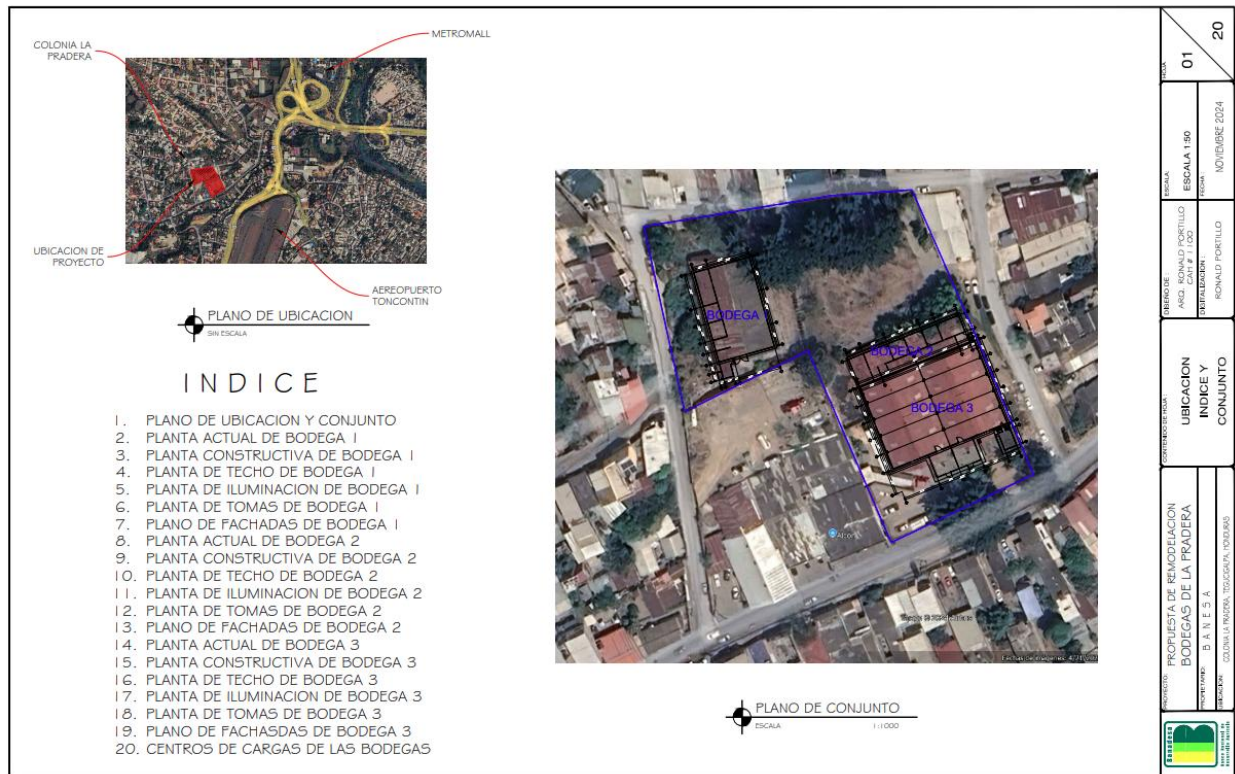 COLONIA LA
PRADERA
METROMALL
UBICACION DE
PROYECTO
AEREOPUERTO
TONCONTIN
PLANO DE UBICACION
SIN ESCALA
INDICE
1. PLANO DE UBICACION Y CONJUNTO
2. PLANTA ACTUAL DE BODEGA 1
3. PLANTA CONSTRUCTIVA DE BODEGA 1
4. PLANTA DE TECHO DE BODEGA 1
5. PLANTA DE ILUMINACION DE BODEGA 1
6. PLANTA DE TOMAS DE BODEGA 1
7. PLANO DE FACHADAS DE BODEGA 1
8. PLANTA ACTUAL DE BODEGA 2
9. PLANTA CONSTRUCTIVA DE BODEGA 2
10. PLANTA DE TECHO DE BODEGA 2
11. PLANTA DE ILUMINACION DE BODEGA 2
12. PLANTA DE TOMAS DE BODEGA 2
13. PLANO DE FACHADAS DE BODEGA 2
14. PLANTA ACTUAL DE BODEGA 3
15. PLANTA CONSTRUCTIVA DE BODEGA 3
16. PLANTA DE TECHO DE BODEGA 3
17. PLANTA DE ILUMINACION DE BODEGA 3
18. PLANTA DE TOMAS DE BODEGA 3
19. PLANO DE FACHASDAS DE BODEGA 3
20. CENTROS DE CARGAS DE LAS BODEGAS
BODEGA 1
BODEGA 2
BODEGA 3
PLANO DE CONJUNTO
ESCALA 1:1000
PROYECTO:
PROPUESTA DE REMODELACION
BODEGAS DE LA PRADERA
PROPIETARIO:
B A N E S A
UBICACION:
COLONIA LA PRADERA, TEGUCIGALPA, HONDURAS
CONTENIDO DE HOJA:
UBICACION
INDICE Y
CONJUNTO
DISEÑO DE :
ARQ. RONALD PORTILLO
CAH # 1100
DIGITALIZACION :
RONALD PORTILLO
ESCALA:
ESCALA 1:50
FECHA:
NOVIEMBRE 2024
HOJA
01
20
Banadesa
Banco Nacional de
Desarrollo Agrícola